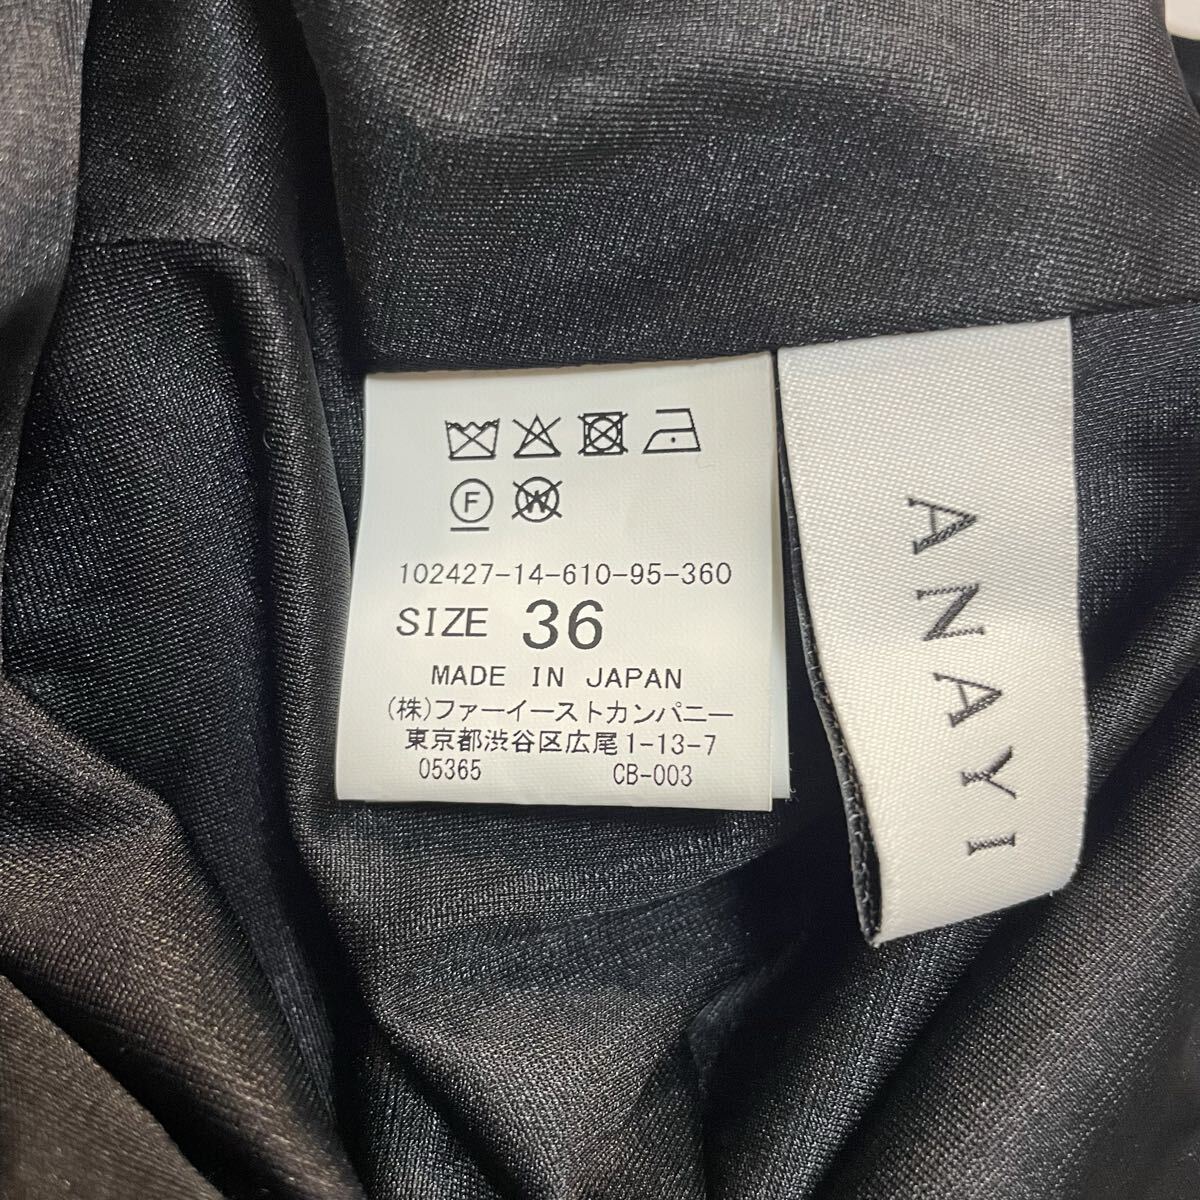 F
W
102427-14-610-95-360
SIZE 36
MADE IN JAPAN
(株)ファーイーストカンパニー
東京都渋谷区広尾1-13-7
05365 CB-003
ANAYI